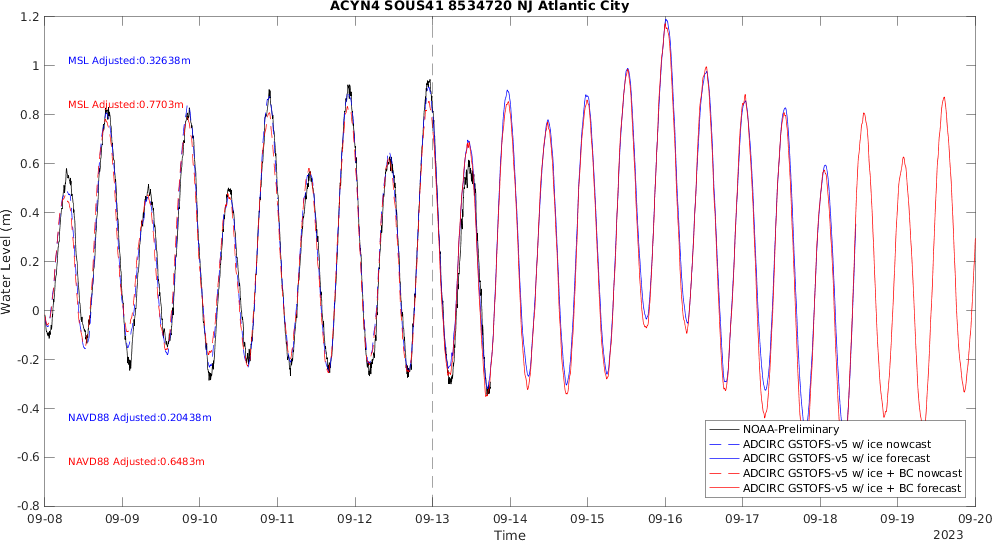 ACYN4 SOUS41 8534720 NJ Atlantic City
Water Level (m)
1.2
1
0.8
0.6
0.4
0.2
0
-0.2
-0.4
-0.6
-0.8
MSL Adjusted:0.32638m
MSL Adjusted:0.7703m
NAVD88 Adjusted:0.20438m
NAVD88 Adjusted:0.6483m
NOAA-Preliminary
ADCIRC GSTOFS-v5 w/ ice nowcast
ADCIRC GSTOFS-v5 w/ ice forecast
ADCIRC GSTOFS-v5 w/ ice + BC nowcast
ADCIRC GSTOFS-v5 w/ ice + BC forecast
09-08 09-09 09-10 09-11 09-12 09-13 09-14 09-15 09-16 09-17 09-18 09-19 09-20
Time
2023